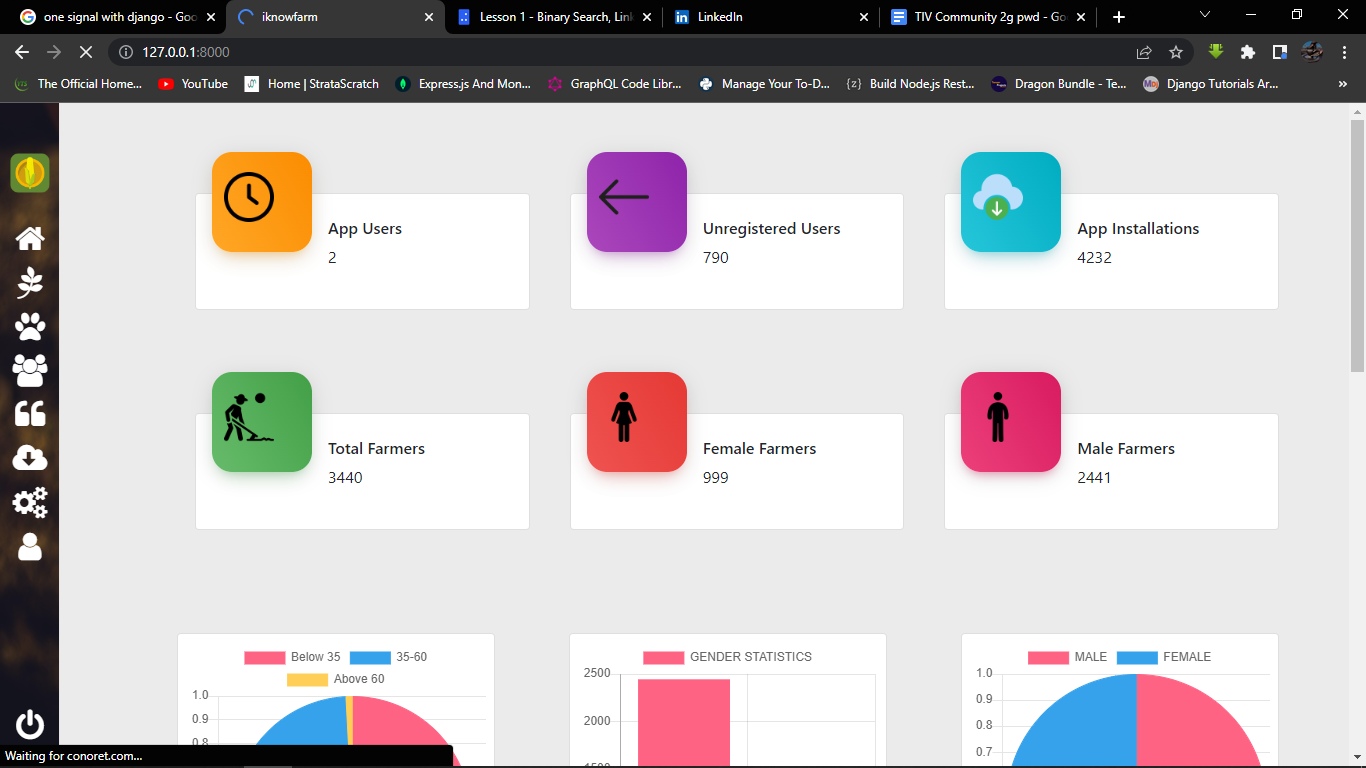 one signal with django - Goo
iknowfarm
Lesson 1 - Binary Search, Link
LinkedIn
TIV Community 2g pwd - Go
127.0.0.1:8000
The Official Home...
YouTube
Home | StrataScratch
Express.js And Mon...
GraphQL Code Libr...
Manage Your To-D...
Build Node.js Rest...
Dragon Bundle - Te...
Django Tutorials Ar...
»
App Users
2
Unregistered Users
790
App Installations
4232
Total Farmers
3440
Female Farmers
999
Male Farmers
2441
Below 35 35-60
Above 60
1.0
0.9
0.8
GENDER STATISTICS
2500
2000
1500
MALE FEMALE
1.0
0.9
0.8
0.7
Waiting for conoret.com...